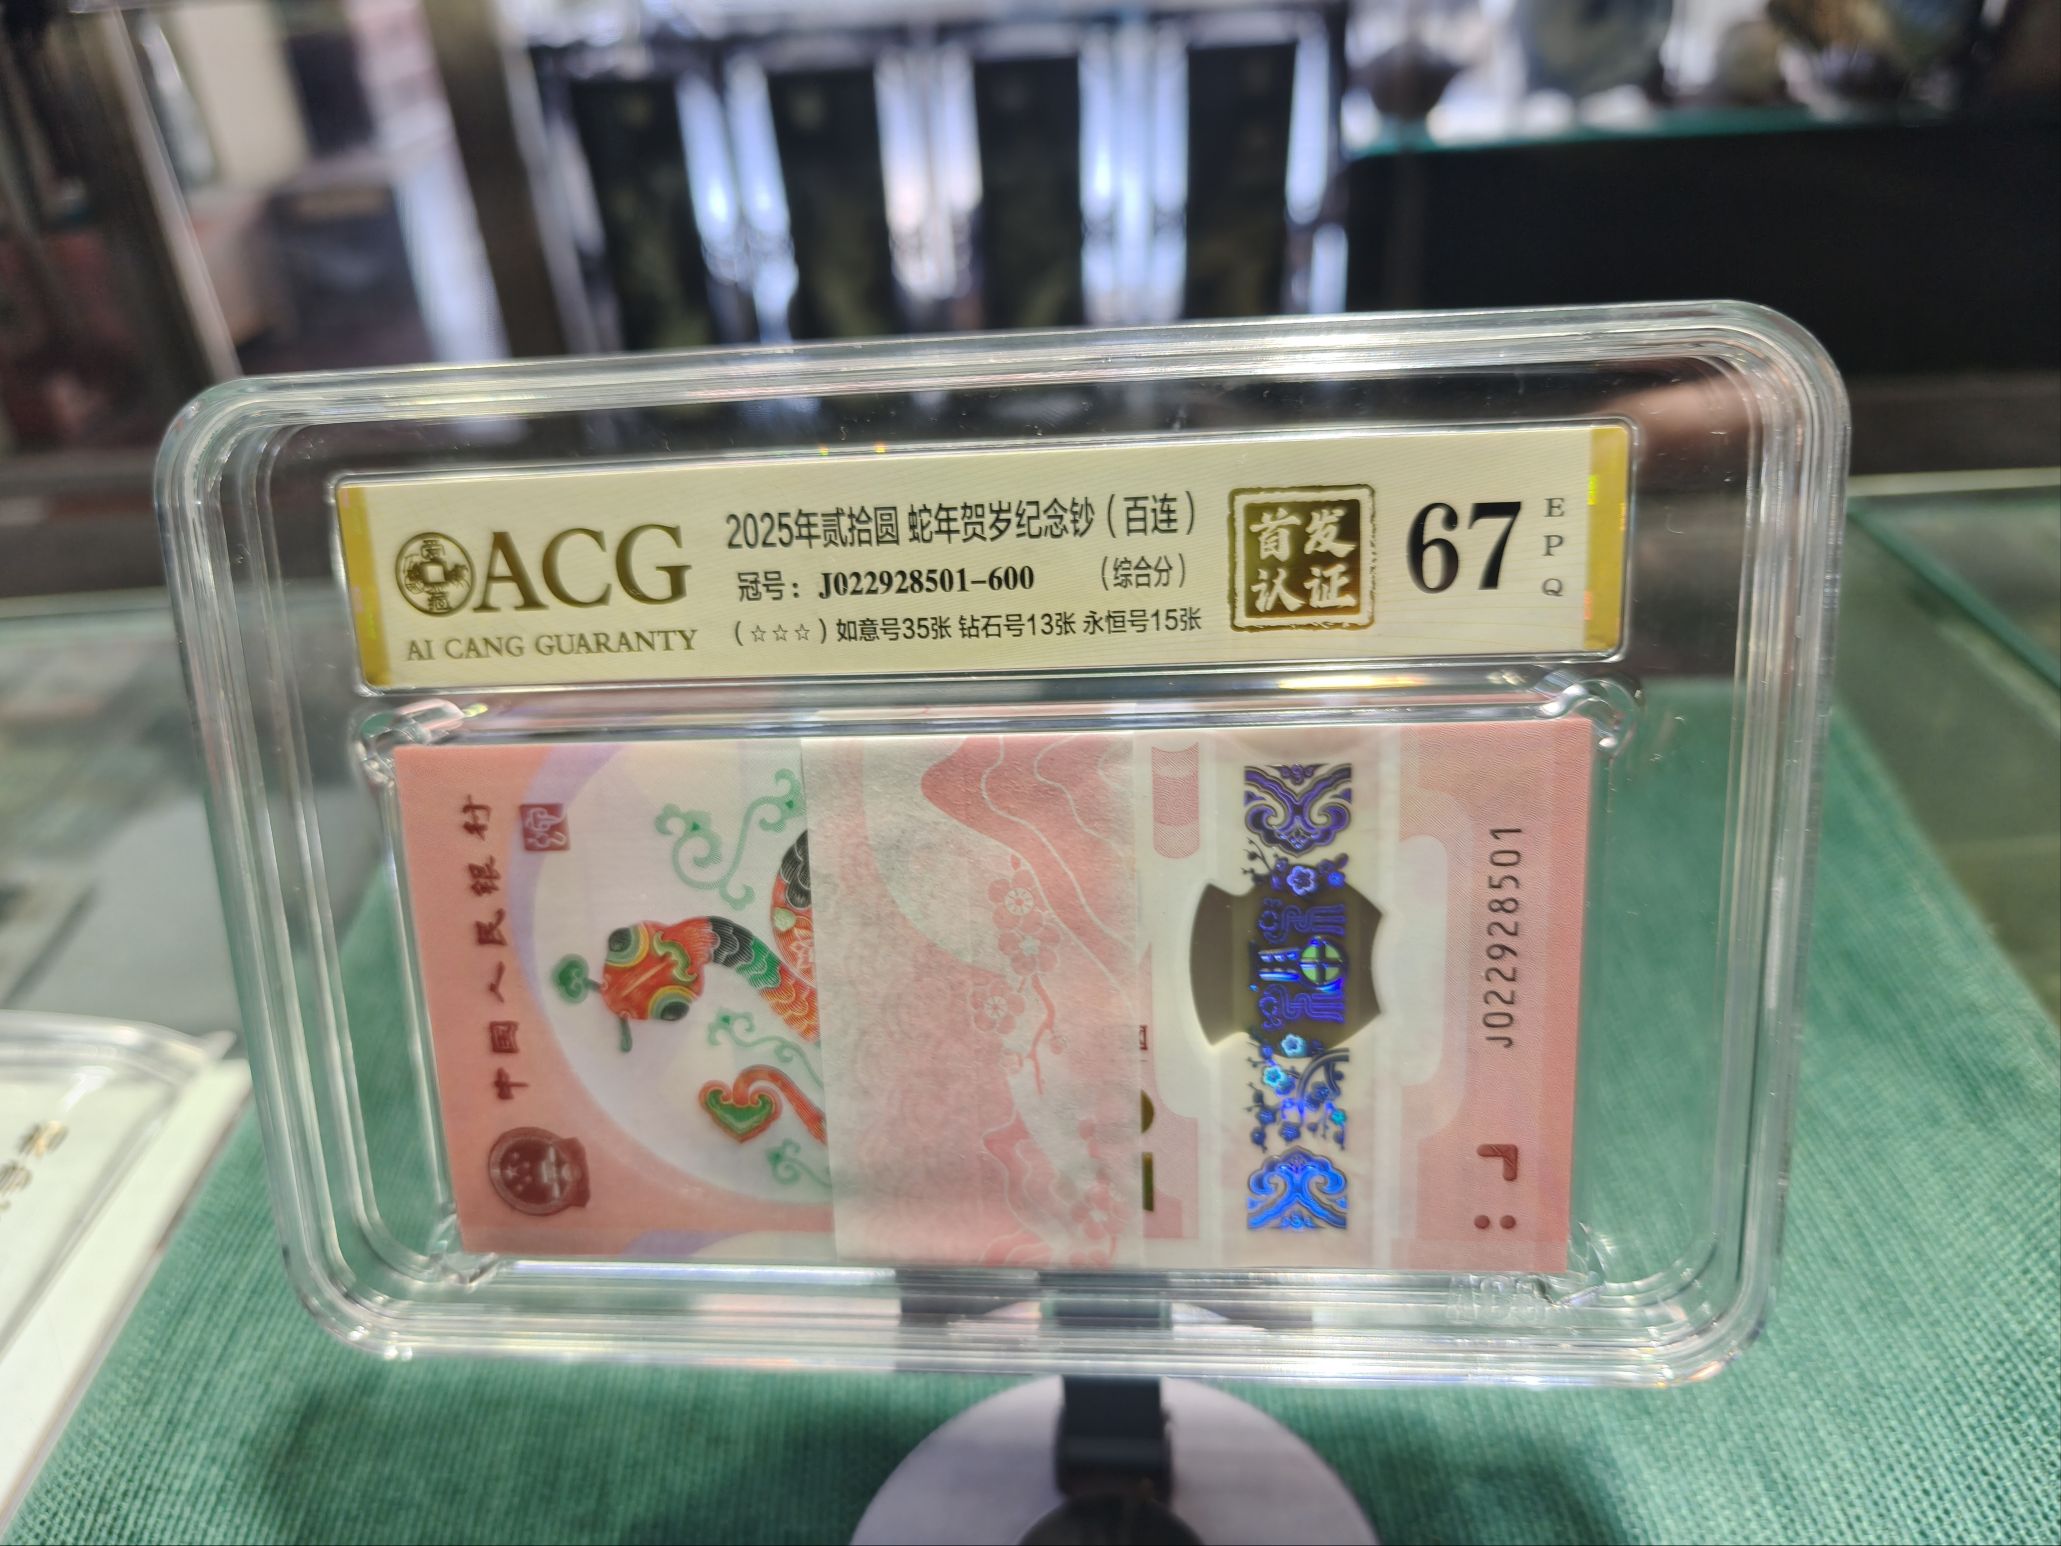 ACG
AI CANG GUARANTY
2025年贰拾圆 蛇年贺岁纪念钞（百连）
冠号：J022928501-600 （综合分）
（☆☆☆）如意号35张 钻石号13张 永恒号15张
首发
认证
67
EPQ
中国人民银行
J022928501